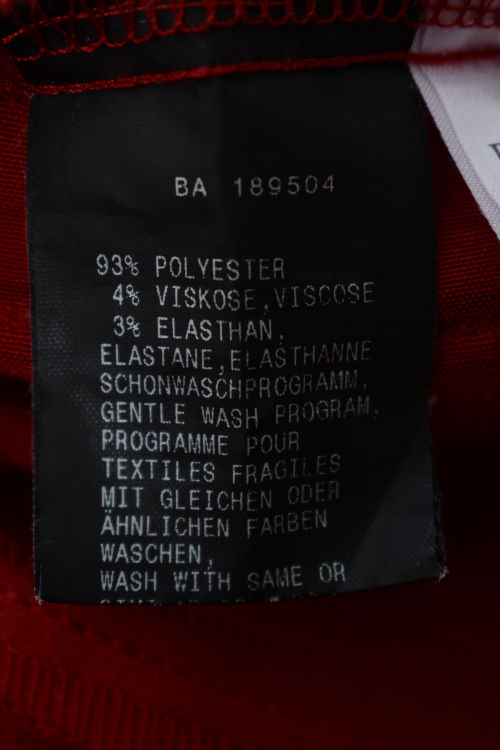 BA 189504
93% POLYESTER
4% VISKOSE,VISCOSE
3% ELASTHAN,
ELASTANE,ELASTHANNE
SCHONWASCHPROGRAMM,
GENTLE WASH PROGRAM,
PROGRAMME POUR
TEXTILES FRAGILES
MIT GLEICHEN ODER
ÄHNLICHEN FARBEN
WASCHEN,
WASH WITH SAME OR